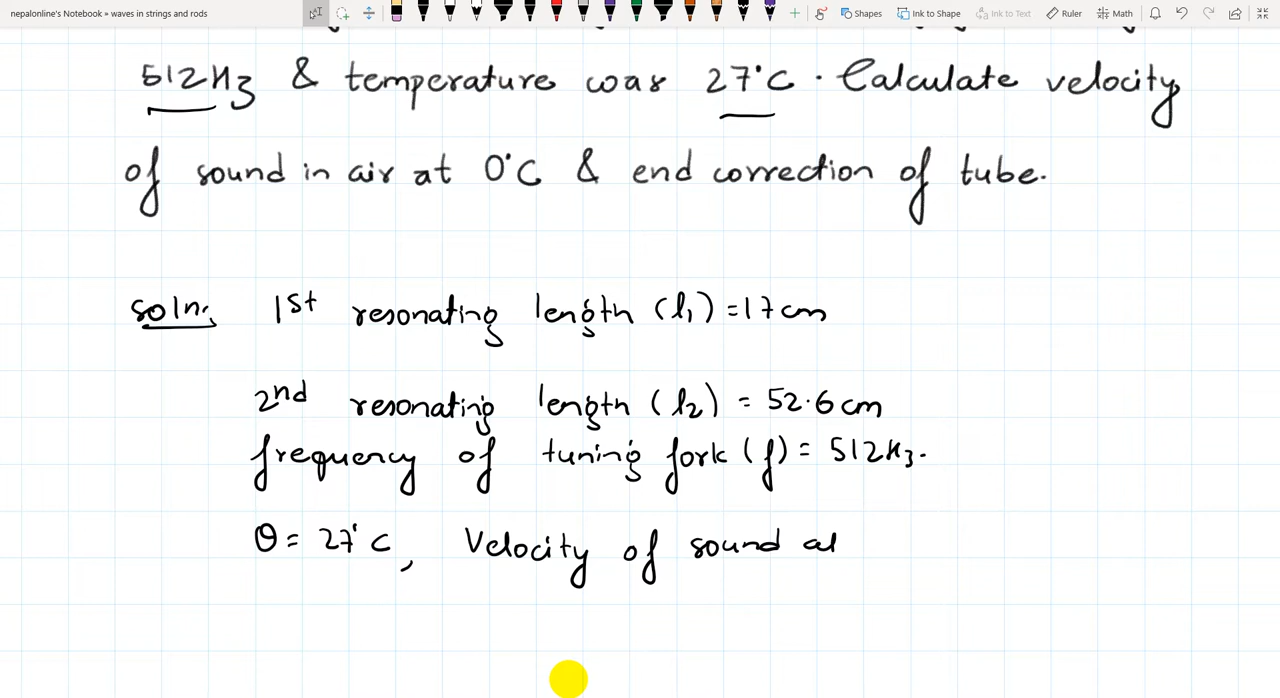 nepalonline's Notebook » waves in strings and rods
Shapes Ink to Shape Ink to Text Ruler Math
512Hz & temperature was 27°C. Calculate velocity
of sound in air at 0°C & end correction of tube.
soln: 1st resonating length (l₁) = 17cm
2nd resonating length (l₂) = 52.6cm
frequency of tuning fork (f) = 512Hz.
θ = 27°C, Velocity of sound at